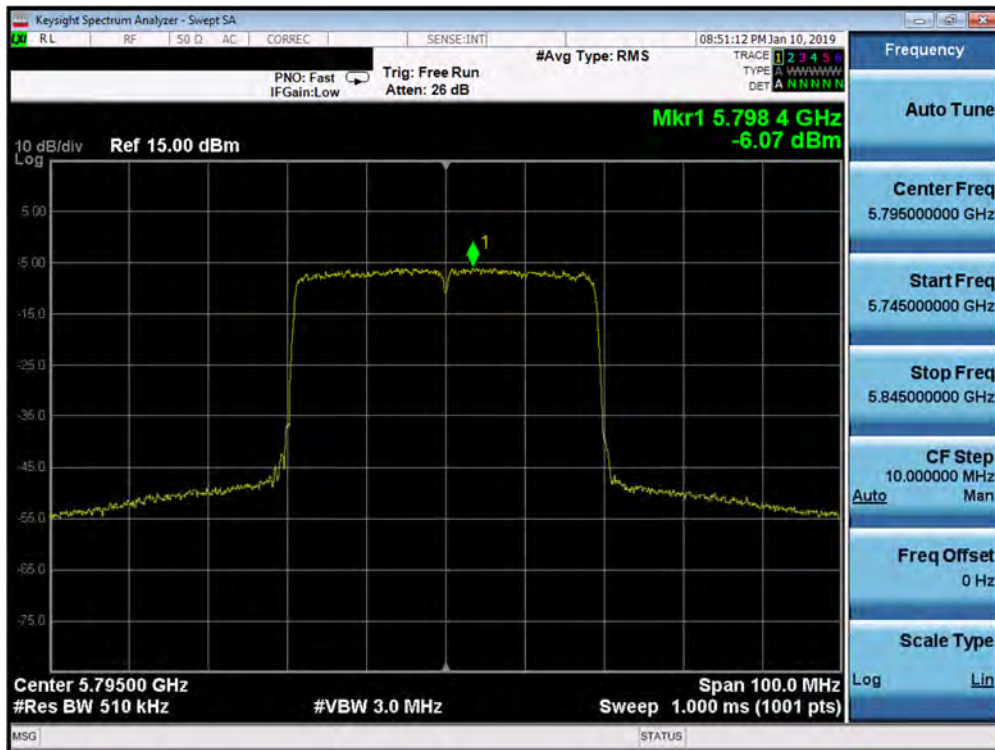 Keysight Spectrum Analyzer - Swept SA
LXI RL RF 50 Ω AC CORREC SENSE:INT 08:51:12 PM Jan 10, 2019
#Avg Type: RMS
TRACE 1 2 3 4 5 6
PNO: Fast Trig: Free Run
TYPE A WWWWW
IFGain:Low Atten: 26 dB
DET A N N N N N
Mkr1 5.798 4 GHz
-6.07 dBm
10 dB/div Ref 15.00 dBm
Log
1
5.00
-5.00
-15.0
-25.0
-35.0
-45.0
-55.0
-65.0
-75.0
Center 5.79500 GHz Span 100.0 MHz
#Res BW 510 kHz #VBW 3.0 MHz Sweep 1.000 ms (1001 pts)
MSG STATUS
Frequency
Auto Tune
Center Freq
5.795000000 GHz
Start Freq
5.745000000 GHz
Stop Freq
5.845000000 GHz
CF Step
10.000000 MHz
Auto Man
Freq Offset
0 Hz
Scale Type
Log Lin